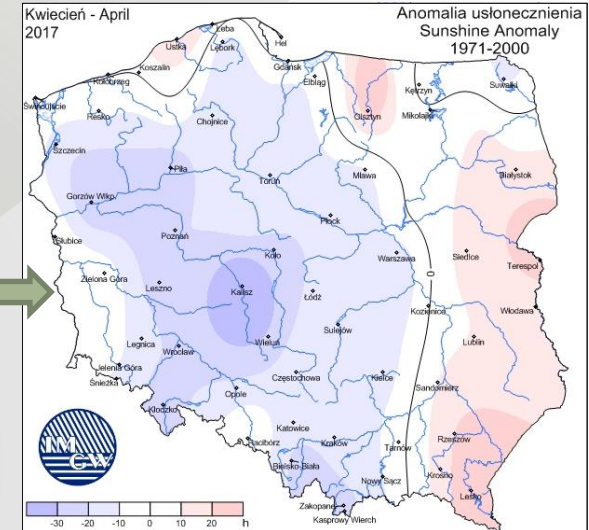 Kwiecień - April
2017
Anomalia usłonecznienia
Sunshine Anomaly
1971-2000
Łeba
Hel
Ustka
Lębork
Gdańsk
Koszalin
Kołobrzeg
Elbląg
Kętrzyn
Suwałki
Świnoujście
Resko
Chojnice
Olsztyn
Mikołajki
Szczecin
Piła
Toruń
Mława
Białystok
Gorzów Wlkp.
Płock
Słubice
Poznań
Koło
Warszawa
Siedlce
Terespol
Zielona Góra
Leszno
Kalisz
Łódź
0
Kozienice
Włodawa
Legnica
Wrocław
Wieluń
Sulejów
Lublin
Jelenia Góra
Śnieżka
Częstochowa
Kielce
Sandomierz
Kłodzko
Opole
Katowice
Racibórz
Kraków
Tarnów
Rzeszów
Bielsko-Biała
Nowy Sącz
Krosno
Lesko
Zakopane
Kasprowy Wierch
IM
GW
-30 -20 -10 0 10 20 h